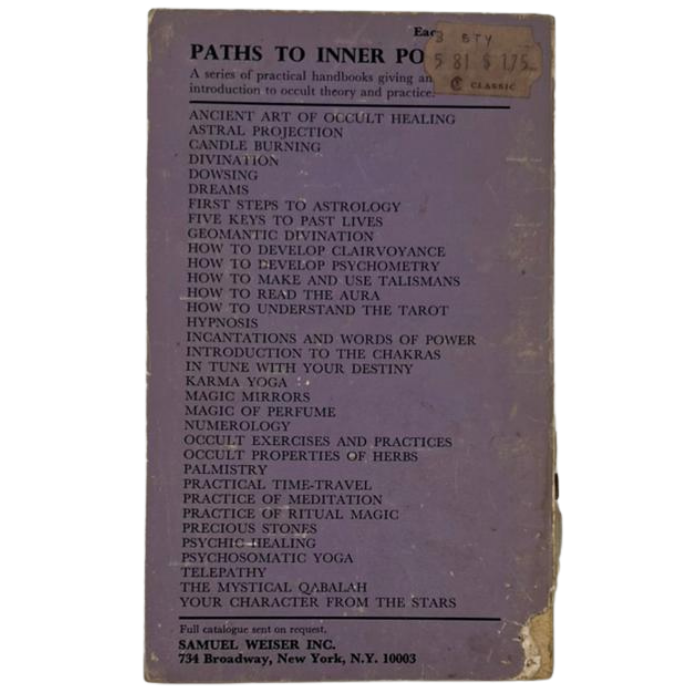 Eac
3 STY
PATHS TO INNER PO
5 81 $ 1.75
A series of practical handbooks giving an
CLASSIC
introduction to occult theory and practice.
ANCIENT ART OF OCCULT HEALING
ASTRAL PROJECTION
CANDLE BURNING
DIVINATION
DOWSING
DREAMS
FIRST STEPS TO ASTROLOGY
FIVE KEYS TO PAST LIVES
GEOMANTIC DIVINATION
HOW TO DEVELOP CLAIRVOYANCE
HOW TO DEVELOP PSYCHOMETRY
HOW TO MAKE AND USE TALISMANS
HOW TO READ THE AURA
HOW TO UNDERSTAND THE TAROT
HYPNOSIS
INCANTATIONS AND WORDS OF POWER
INTRODUCTION TO THE CHAKRAS
IN TUNE WITH YOUR DESTINY
KARMA YOGA
MAGIC MIRRORS
MAGIC OF PERFUME
NUMEROLOGY
OCCULT EXERCISES AND PRACTICES
OCCULT PROPERTIES OF HERBS
PALMISTRY
PRACTICAL TIME-TRAVEL
PRACTICE OF MEDITATION
PRACTICE OF RITUAL MAGIC
PRECIOUS STONES
PSYCHIC HEALING
PSYCHOSOMATIC YOGA
TELEPATHY
THE MYSTICAL QABALAH
YOUR CHARACTER FROM THE STARS
Full catalogue sent on request.
SAMUEL WEISER INC.
734 Broadway, New York, N.Y. 10003